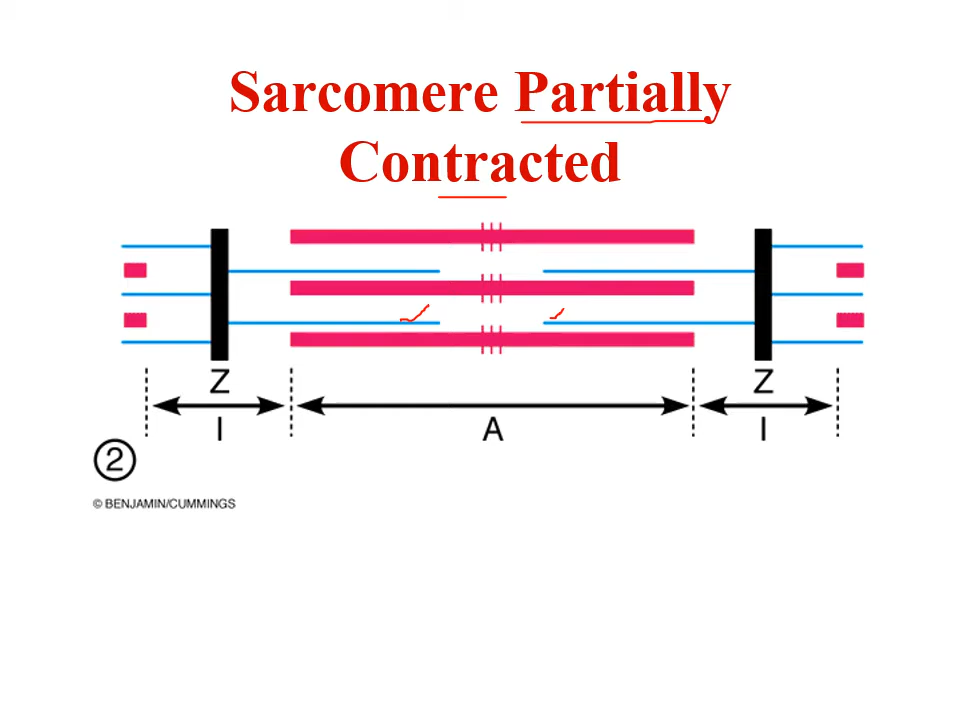 Sarcomere Partially
Contracted
Z Z
I A I
2
© BENJAMIN/CUMMINGS